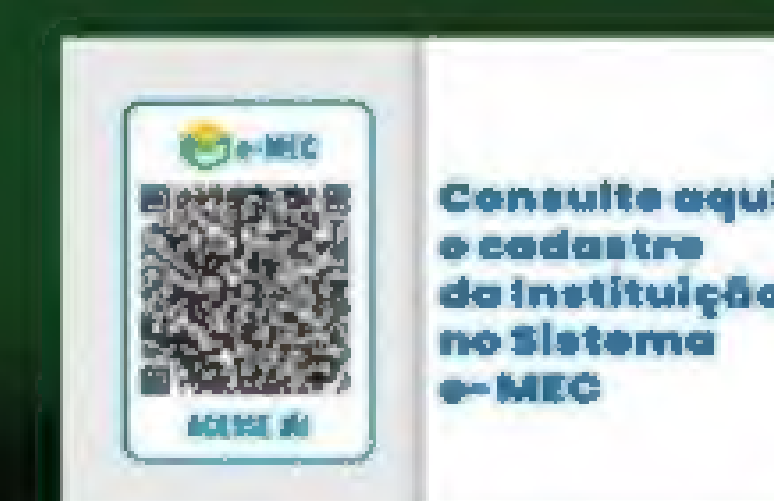 e-MEC
ACESSE JÁ!
Consulte aqui
o cadastro
da Instituição
no Sistema
e-MEC